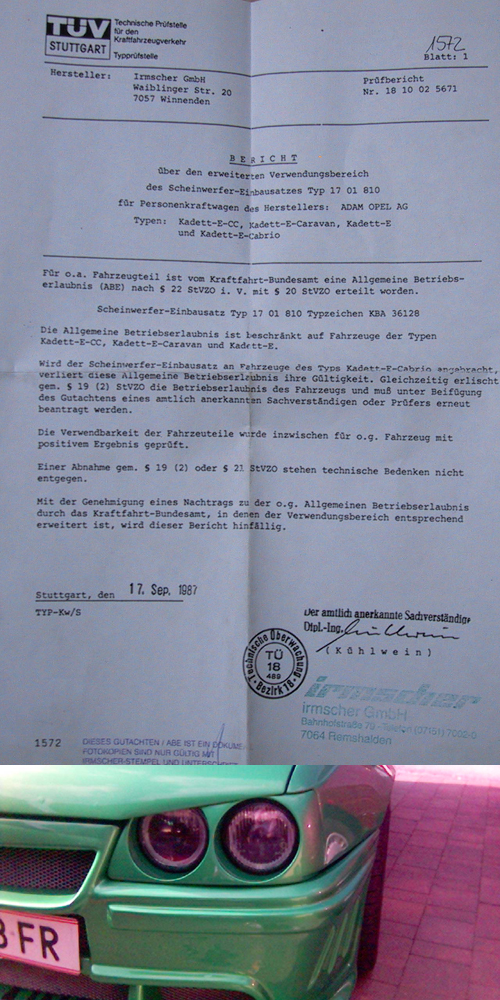 TÜV
STUTTGART
Technische Prüfstelle
für den
Kraftfahrzeugverkehr
Typprüfstelle
1572
Blatt: 1
Hersteller: Irmscher GmbH
Waiblinger Str. 20
7057 Winnenden
Prüfbericht
Nr. 18 10 02 5671
BERICHT
über den erweiterten Verwendungsbereich
des Scheinwerfer-Einbausatzes Typ 17 01 810
für Personenkraftwagen des Herstellers: ADAM OPEL AG
Typen: Kadett-E-CC, Kadett-E-Caravan, Kadett-E
und Kadett-E-Cabrio
Für o.a. Fahrzeugteil ist vom Kraftfahrt-Bundesamt eine Allgemeine Betriebs-
erlaubnis (ABE) nach § 22 StVZO i. V. mit § 20 StVZO erteilt worden.
Scheinwerfer-Einbausatz Typ 17 01 810 Typzeichen KBA 36128
Die Allgemeine Betriebserlaubnis ist beschränkt auf Fahrzeuge der Typen
Kadett-E-CC, Kadett-E-Caravan und Kadett-E.
Wird der Scheinwerfer-Einbausatz an Fahrzeuge des Typs Kadett-E-Cabrio angebracht,
verliert diese Allgemeine Betriebserlaubnis ihre Gültigkeit. Gleichzeitig erlischt
gem. § 19 (2) StVZO die Betriebserlaubnis des Fahrzeugs und muß unter Beifügung
des Gutachtens eines amtlich anerkannten Sachverständigen oder Prüfers erneut
beantragt werden.
Die Verwendbarkeit der Fahrzeuteile wurde inzwischen für o.g. Fahrzeug mit
positivem Ergebnis geprüft.
Einer Abnahme gem. § 19 (2) oder § 21 StVZO stehen technische Bedenken nicht
entgegen.
Mit der Genehmigung eines Nachtrags zu der o.g. Allgemeinen Betriebserlaubnis
durch das Kraftfahrt-Bundesamt, in denen der Verwendungsbereich entsprechend
erweitert ist, wird dieser Bericht hinfällig.
Stuttgart, den 17. Sep. 1987
TYP-Kw/S
Der amtlich anerkannte Sachverständige
Dipl.-Ing.
(Kühlwein)
Technische Überwachung
TÜ
18
489
Bezirk 18
irmscher
irmscher GmbH
Bahnhofstraße 79 - Telefon (07151) 7002-0
7064 Remshalden
1572
DIESES GUTACHTEN / ABE IST EIN DOKUME
FOTOKOPIEN SIND NUR GÜLTIG MIT
IRMSCHER-STEMPEL UND UNTERSCHR
B FR